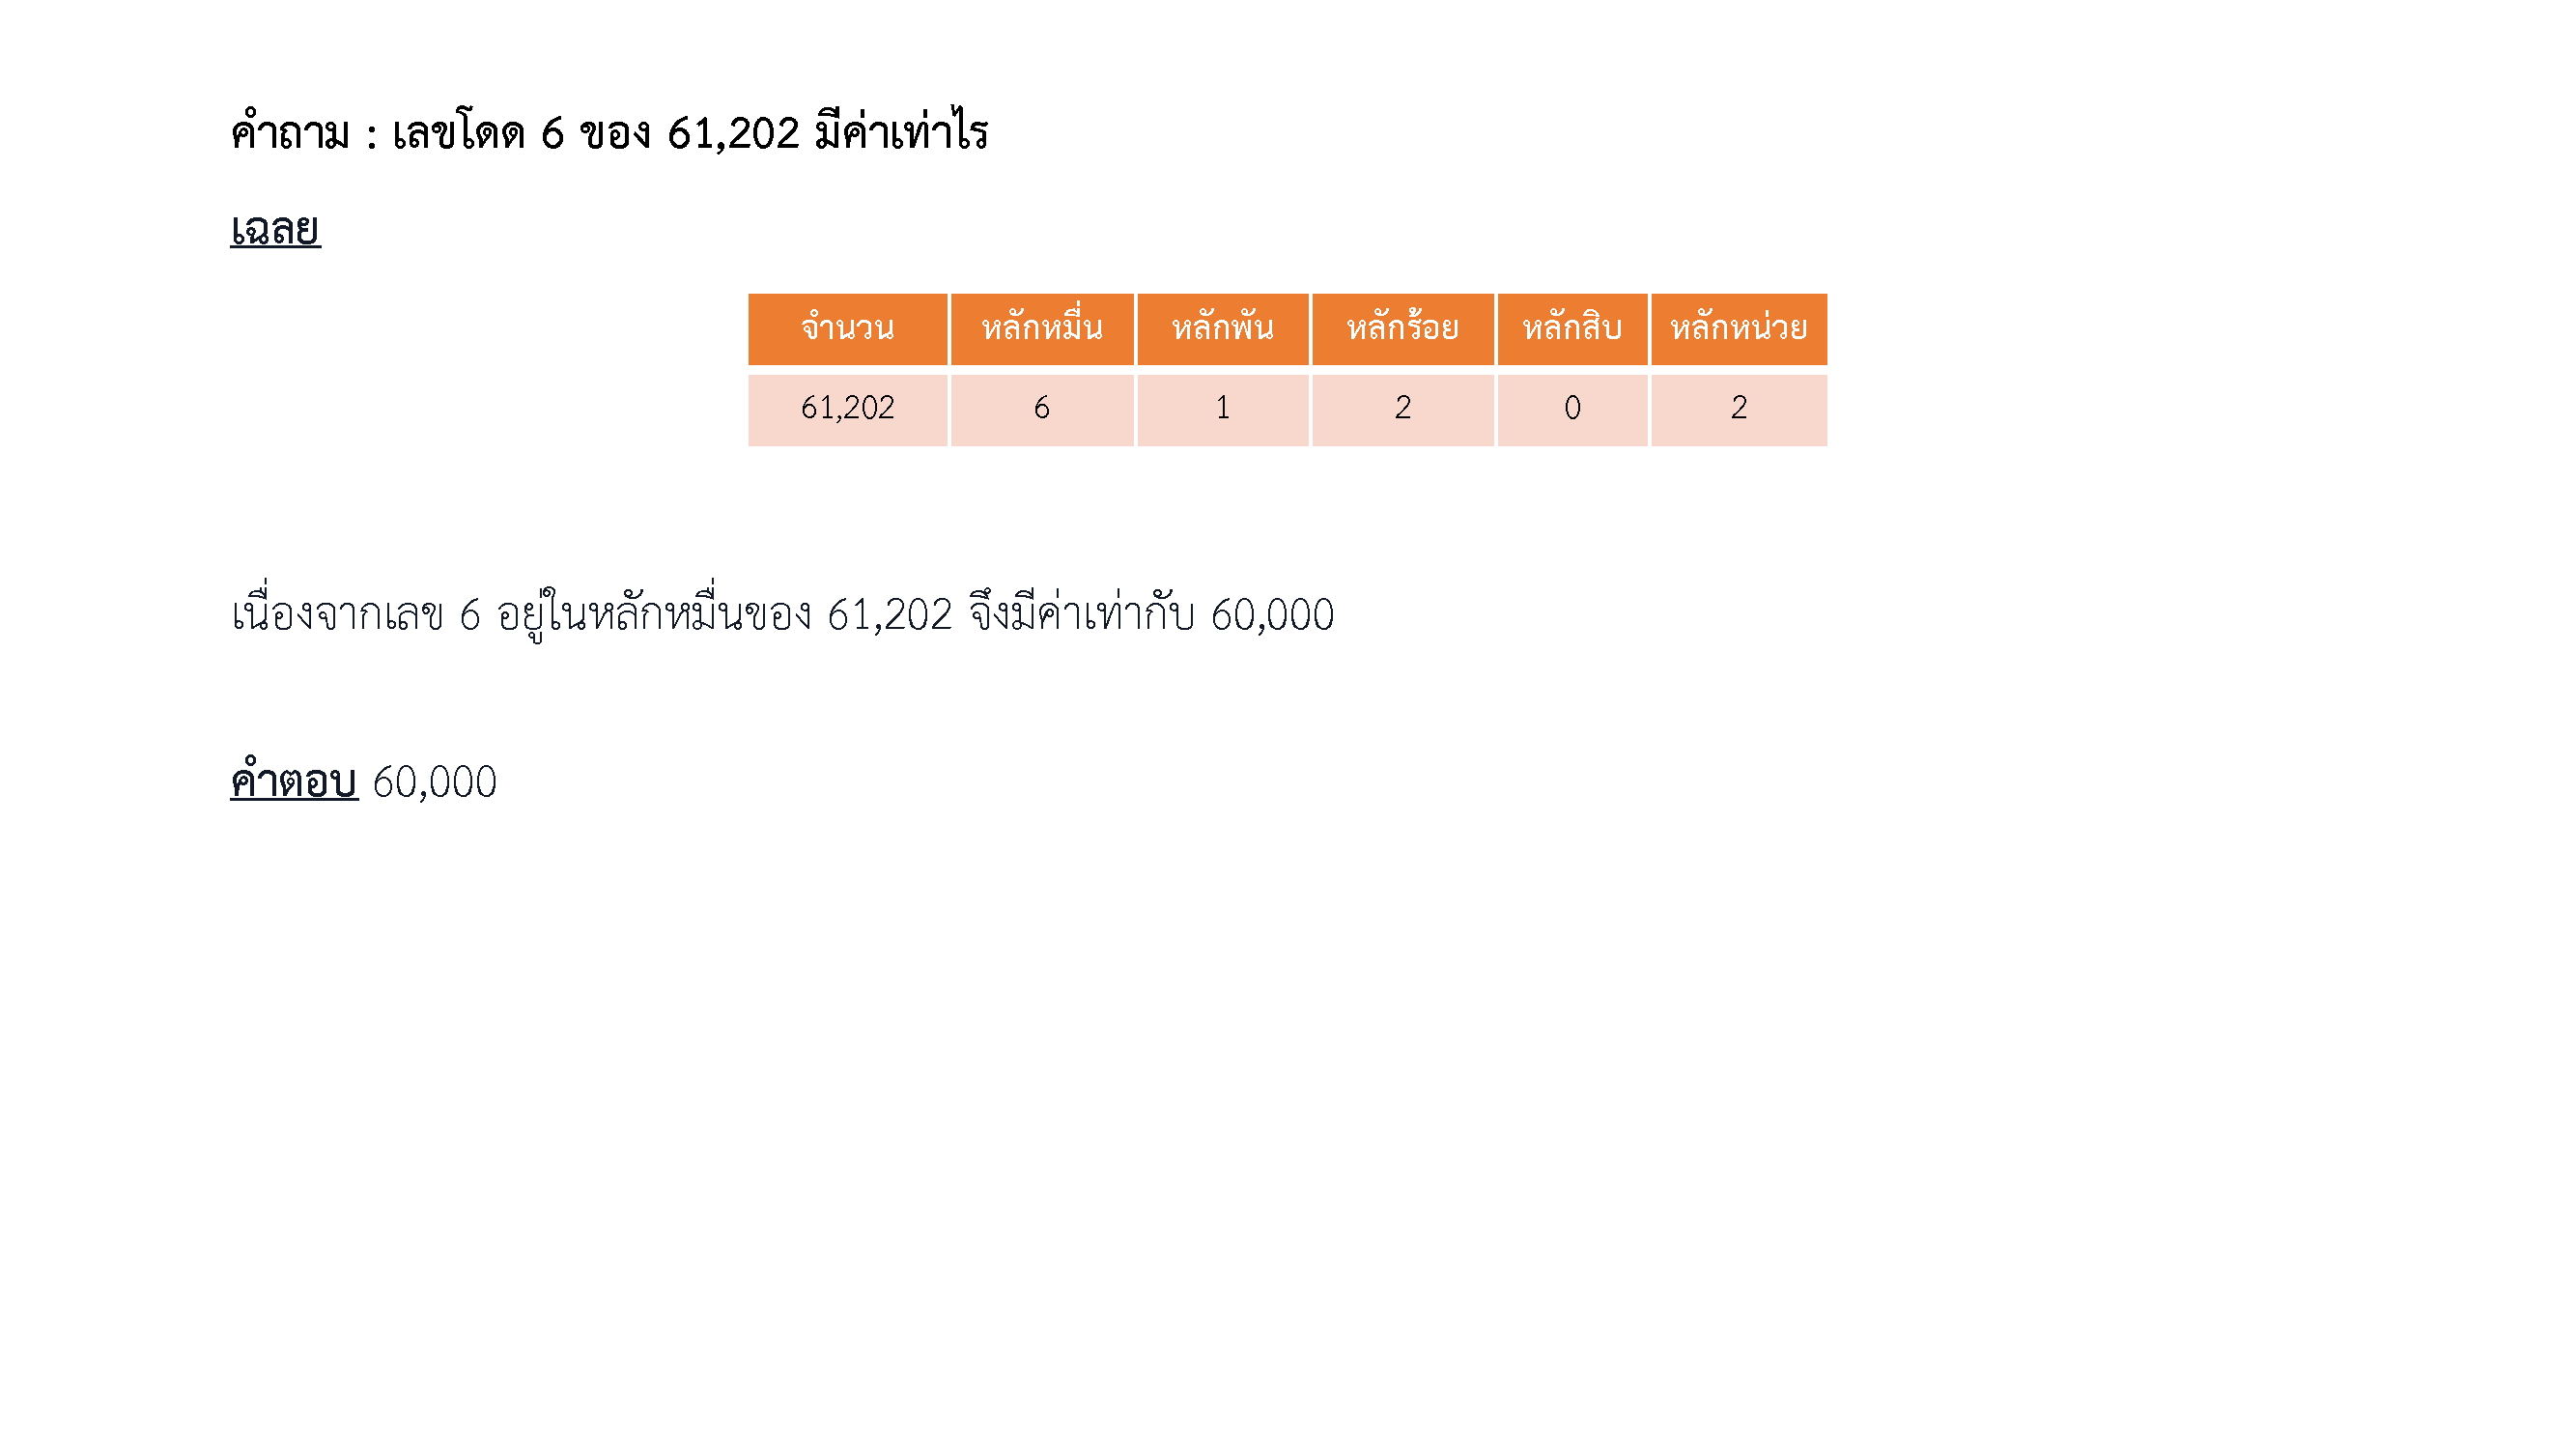 คำถาม : เลขโดด 6 ของ 61,202 มีค่าเท่าไร
เฉลย
จำนวน หลักหมื่น หลักพัน หลักร้อย หลักสิบ หลักหน่วย
61,202 6 1 2 0 2
เนื่องจากเลข 6 อยู่ในหลักหมื่นของ 61,202 จึงมีค่าเท่ากับ 60,000
คำตอบ 60,000